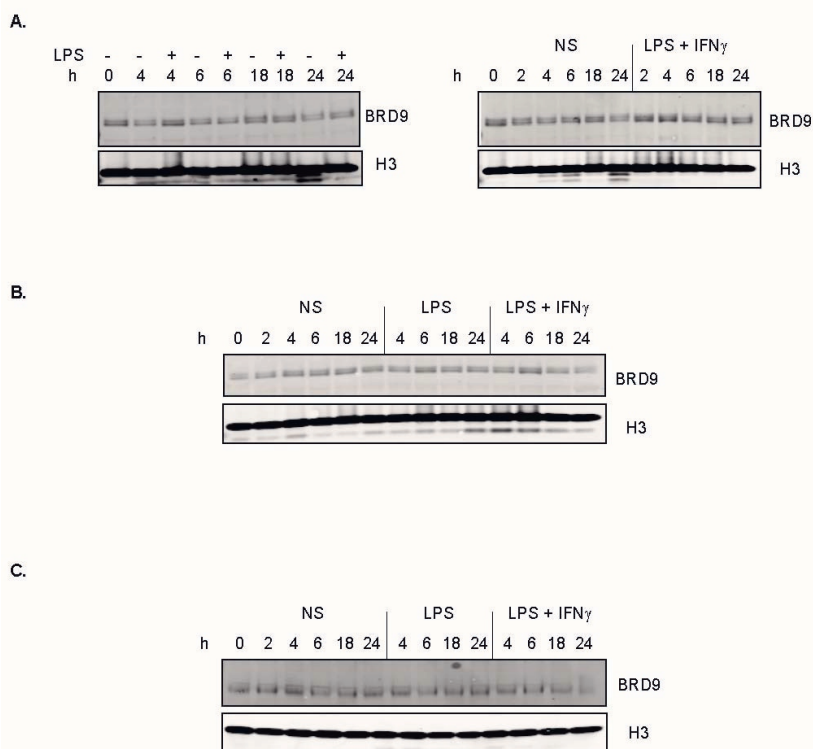 A.
LPS - - + - + - + - +
h 0 4 4 6 6 18 18 24 24
BRD9
H3
NS LPS + IFNγ
0 2 4 6 18 24 2 4 6 18 24
BRD9
H3
B.
NS LPS LPS + IFNγ
h 0 2 4 6 18 24 4 6 18 24 4 6 18 24
BRD9
H3
C.
NS LPS LPS + IFNγ
h 0 2 4 6 18 24 4 6 18 24 4 6 18 24
BRD9
H3